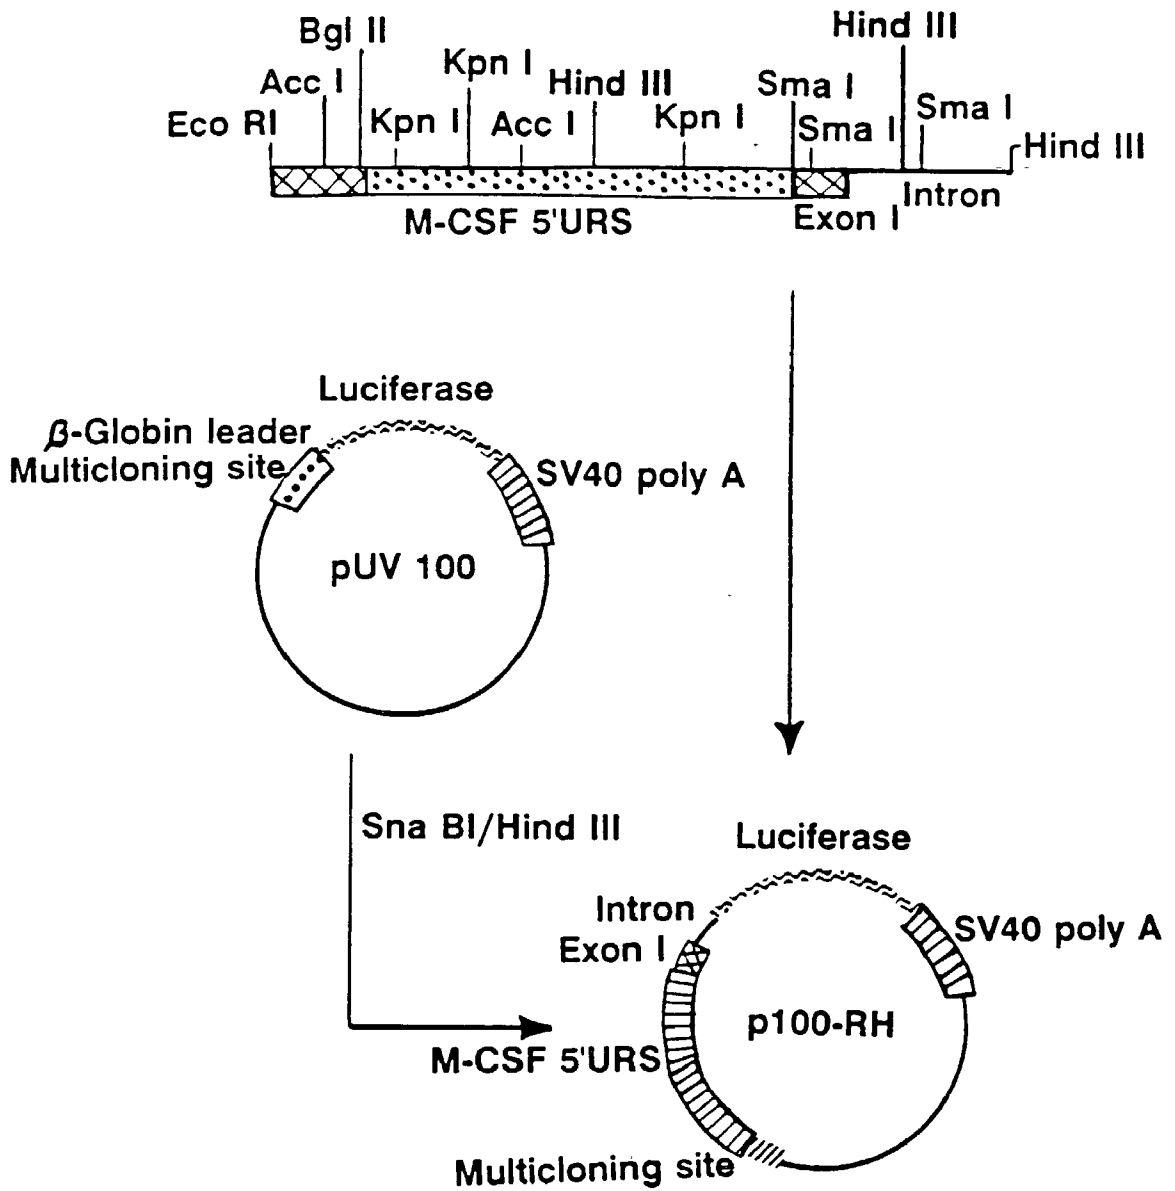 Hind III
Bgl II
Kpn I
Acc I
Hind III
Sma I
Sma I
Eco RI
Kpn I
Acc I
Kpn I
Sma I
Hind III
M-CSF 5'URS
Exon I
Intron
Luciferase
β-Globin leader
Multicloning site
SV40 poly A
pUV 100
Sna BI/Hind III
Luciferase
Intron
Exon I
SV40 poly A
p100-RH
M-CSF 5'URS
Multicloning site